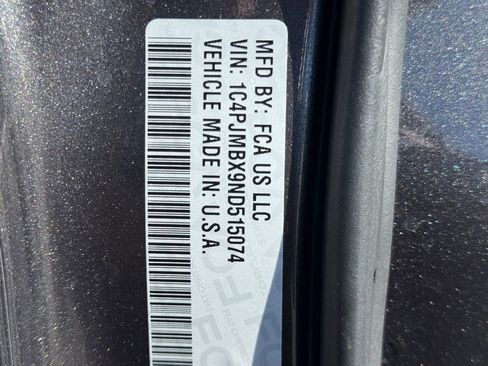 MFD BY: FCA US LLC
VIN: 1C4PJMBX9ND515074
VEHICLE MADE IN: U.S.A.